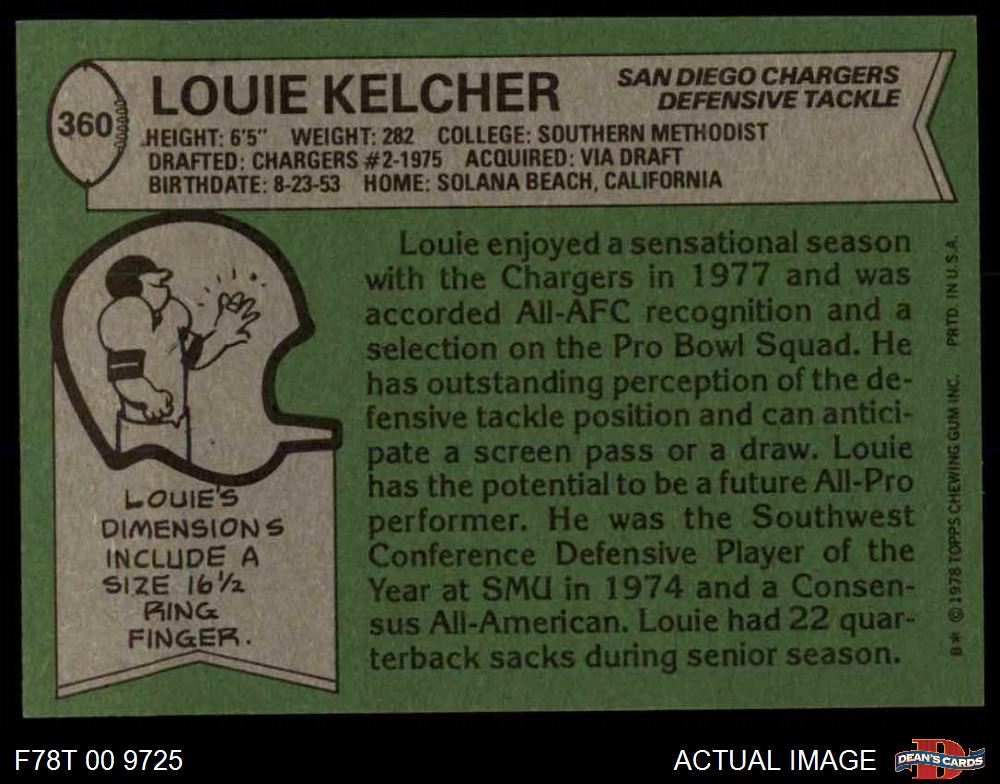 360
LOUIE KELCHER
SAN DIEGO CHARGERS
DEFENSIVE TACKLE
HEIGHT: 6'5" WEIGHT: 282 COLLEGE: SOUTHERN METHODIST
DRAFTED: CHARGERS #2-1975 ACQUIRED: VIA DRAFT
BIRTHDATE: 8-23-53 HOME: SOLANA BEACH, CALIFORNIA
LOUIE'S
DIMENSIONS
INCLUDE A
SIZE 16½
RING
FINGER.
Louie enjoyed a sensational season
with the Chargers in 1977 and was
accorded All-AFC recognition and a
selection on the Pro Bowl Squad. He
has outstanding perception of the de-
fensive tackle position and can antici-
pate a screen pass or a draw. Louie
has the potential to be a future All-Pro
performer. He was the Southwest
Conference Defensive Player of the
Year at SMU in 1974 and a Consen-
sus All-American. Louie had 22 quar-
terback sacks during senior season.
B* © 1978 TOPPS CHEWING GUM INC. PRTD. IN U.S.A.
F78T 00 9725
ACTUAL IMAGE
DEAN'S CARDS